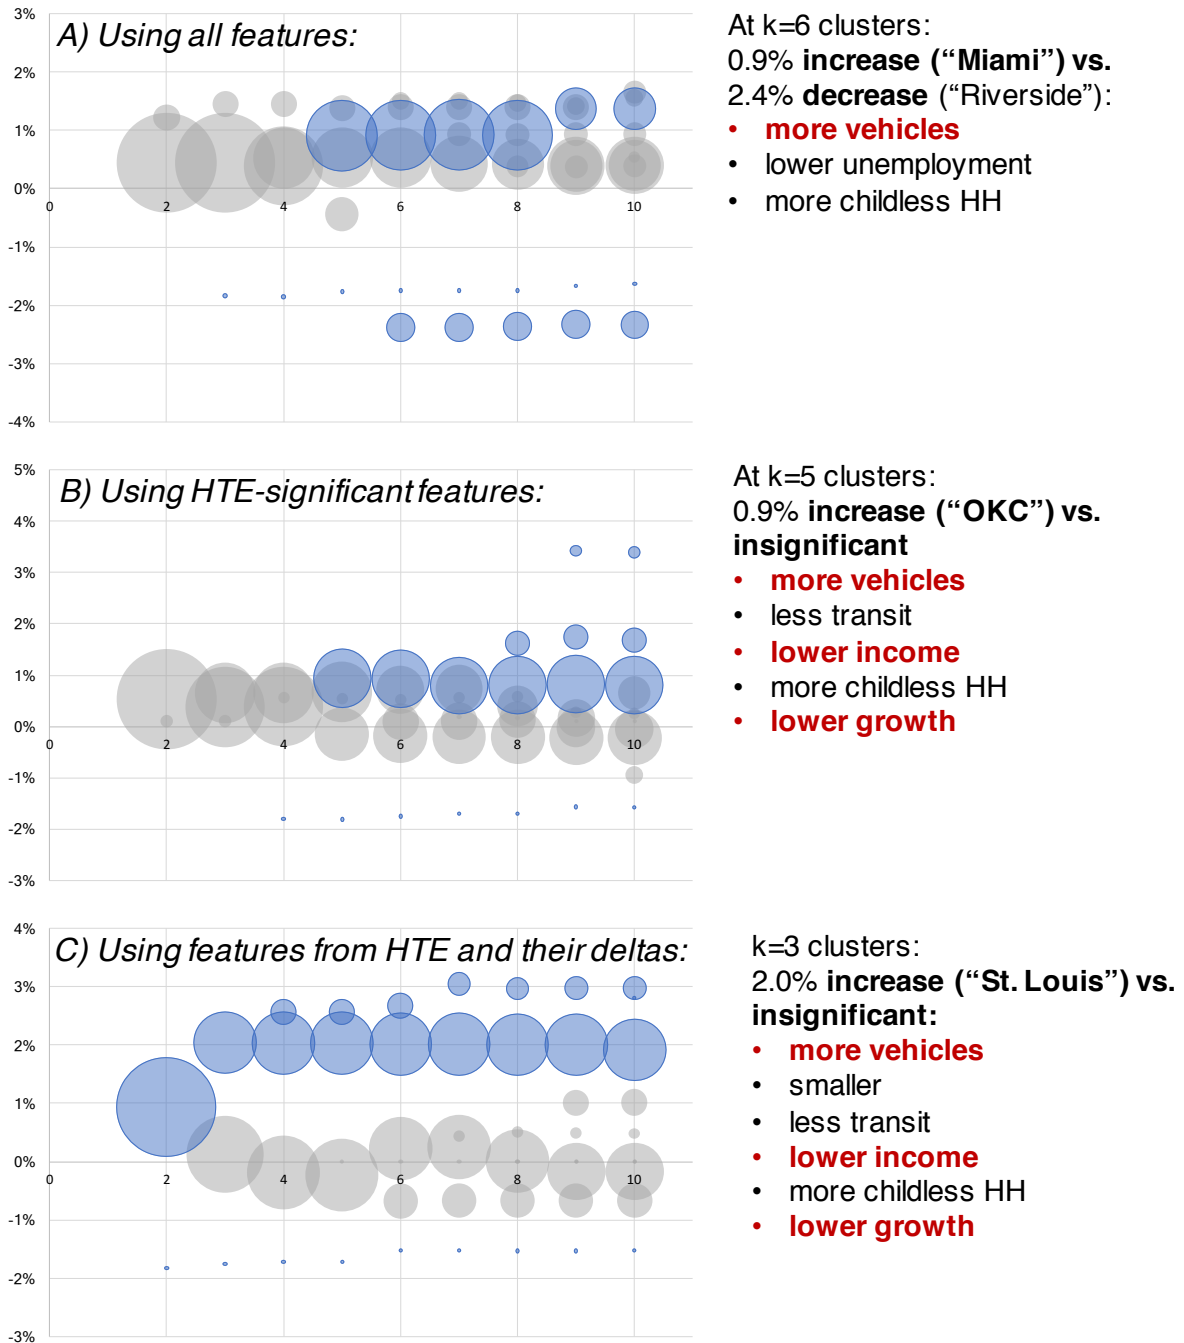 A) Using all features:
3%
2%
1%
0%
-1%
-2%
-3%
-4%
0 2 4 6 8 10
At k=6 clusters:
0.9% increase (“Miami”) vs.
2.4% decrease (“Riverside”):
• more vehicles
• lower unemployment
• more childless HH
B) Using HTE-significant features:
5%
4%
3%
2%
1%
0%
-1%
-2%
-3%
0 2 4 6 8 10
At k=5 clusters:
0.9% increase (“OKC”) vs.
insignificant
• more vehicles
• less transit
• lower income
• more childless HH
• lower growth
C) Using features from HTE and their deltas:
4%
3%
2%
1%
0%
-1%
-2%
-3%
0 2 4 6 8 10
k=3 clusters:
2.0% increase (“St. Louis”) vs.
insignificant:
• more vehicles
• smaller
• less transit
• lower income
• more childless HH
• lower growth